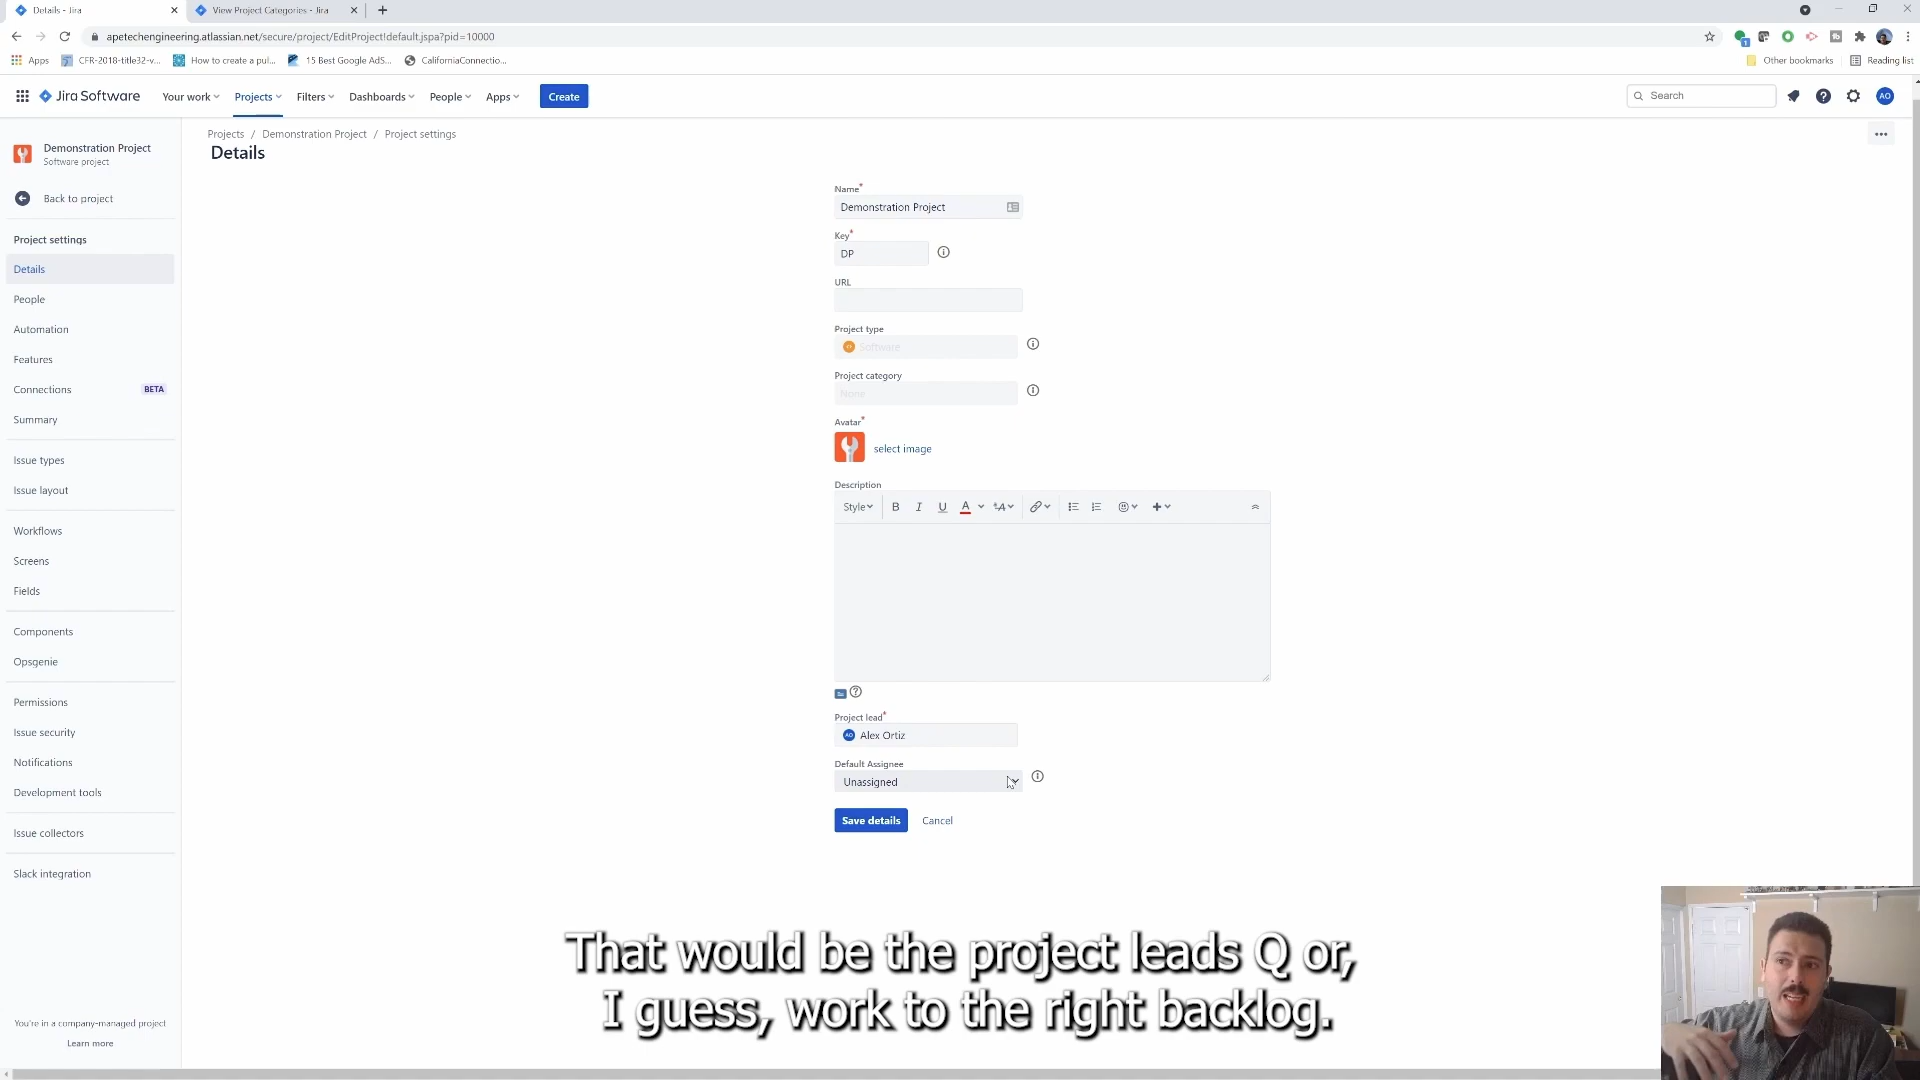 Details - Jira
View Project Categories - Jira
apetechengineering.atlassian.net/secure/project/EditProject!default.jspa?pid=10000
Apps
CFR-2018-title32-v...
How to create a pul...
15 Best Google AdS...
CaliforniaConnectio...
Other bookmarks
Reading list
Jira Software
Your work
Projects
Filters
Dashboards
People
Apps
Create
Search
AO
Demonstration Project
Software project
Back to project
Project settings
Details
People
Automation
Features
Connections
BETA
Summary
Issue types
Issue layout
Workflows
Screens
Fields
Components
Opsgenie
Permissions
Issue security
Notifications
Development tools
Issue collectors
Slack integration
You're in a company-managed project
Learn more
Projects / Demonstration Project / Project settings
Details
Name*
Demonstration Project
Key*
DP
URL
Project type
Software
Project category
None
Avatar*
select image
Description
Style
Project lead*
AO Alex Ortiz
Default Assignee
Unassigned
Save details
Cancel
That would be the project leads Q or,
I guess, work to the right backlog.